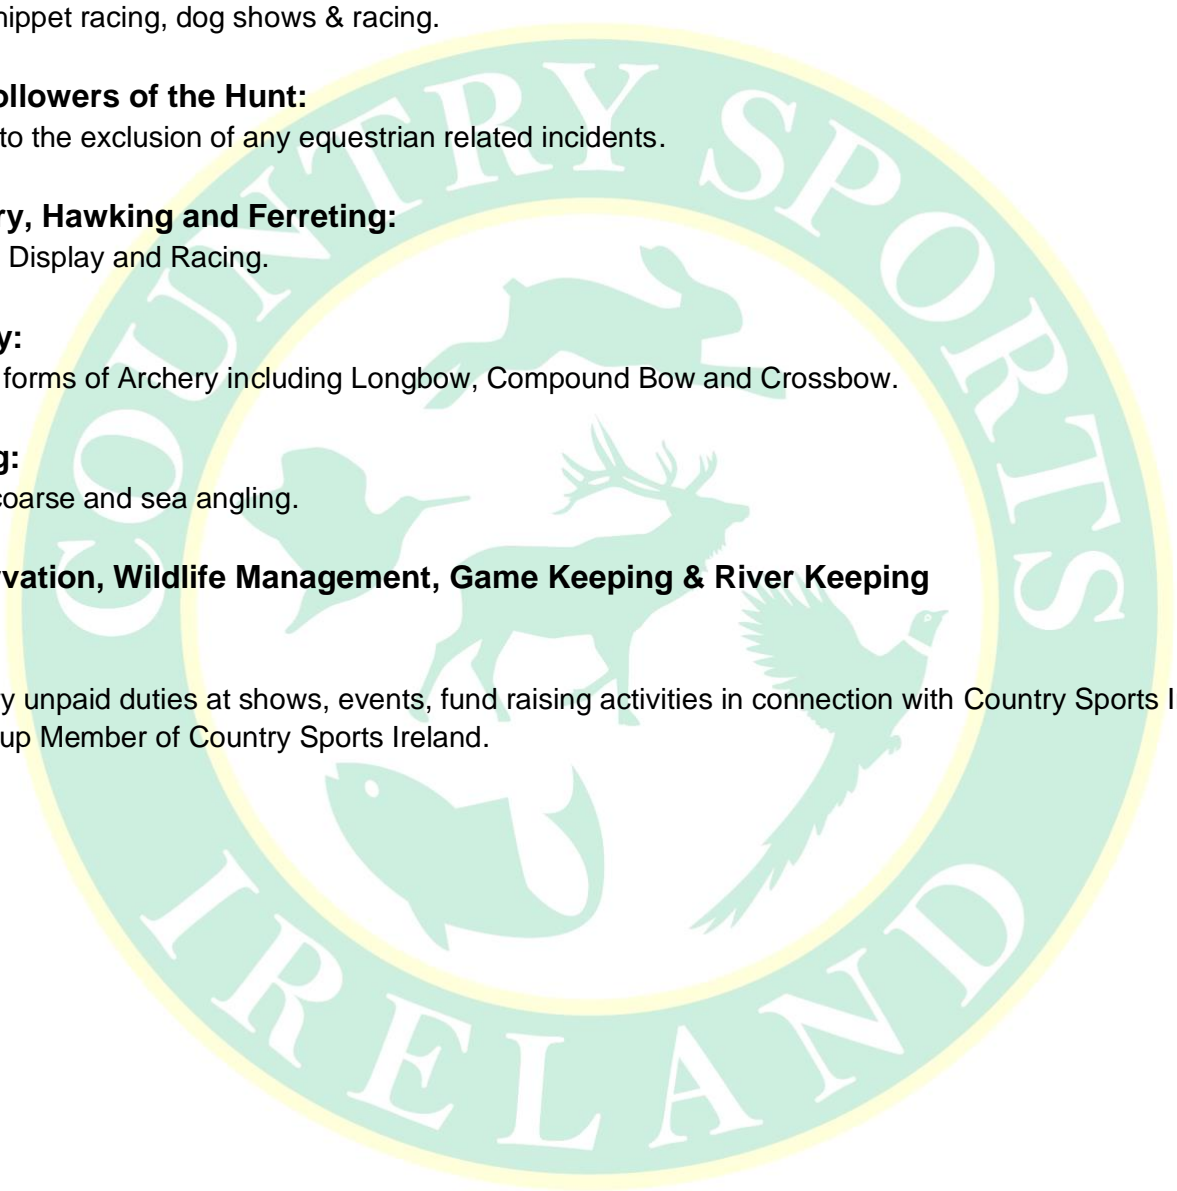 hippet racing, dog shows & racing.
ollowers of the Hunt:
to the exclusion of any equestrian related incidents.
ry, Hawking and Ferreting:
Display and Racing.
y:
forms of Archery including Longbow, Compound Bow and Crossbow.
g:
coarse and sea angling.
vation, Wildlife Management, Game Keeping & River Keeping
y unpaid duties at shows, events, fund raising activities in connection with Country Sports I
up Member of Country Sports Ireland.
COUNTRY SPORTS
IRELAND